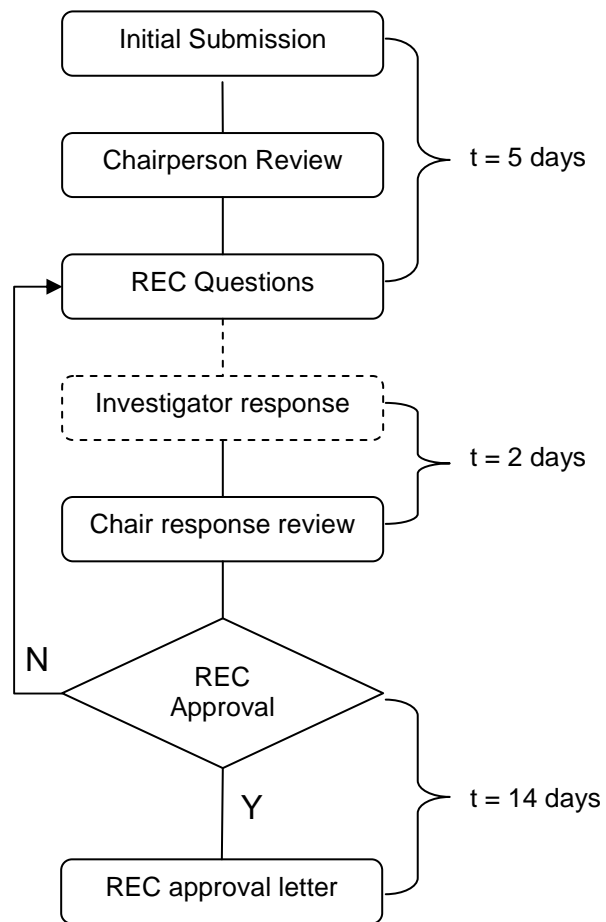 Initial Submission
Chairperson Review
t = 5 days
REC Questions
Investigator response
t = 2 days
Chair response review
N
REC
Approval
Y
t = 14 days
REC approval letter